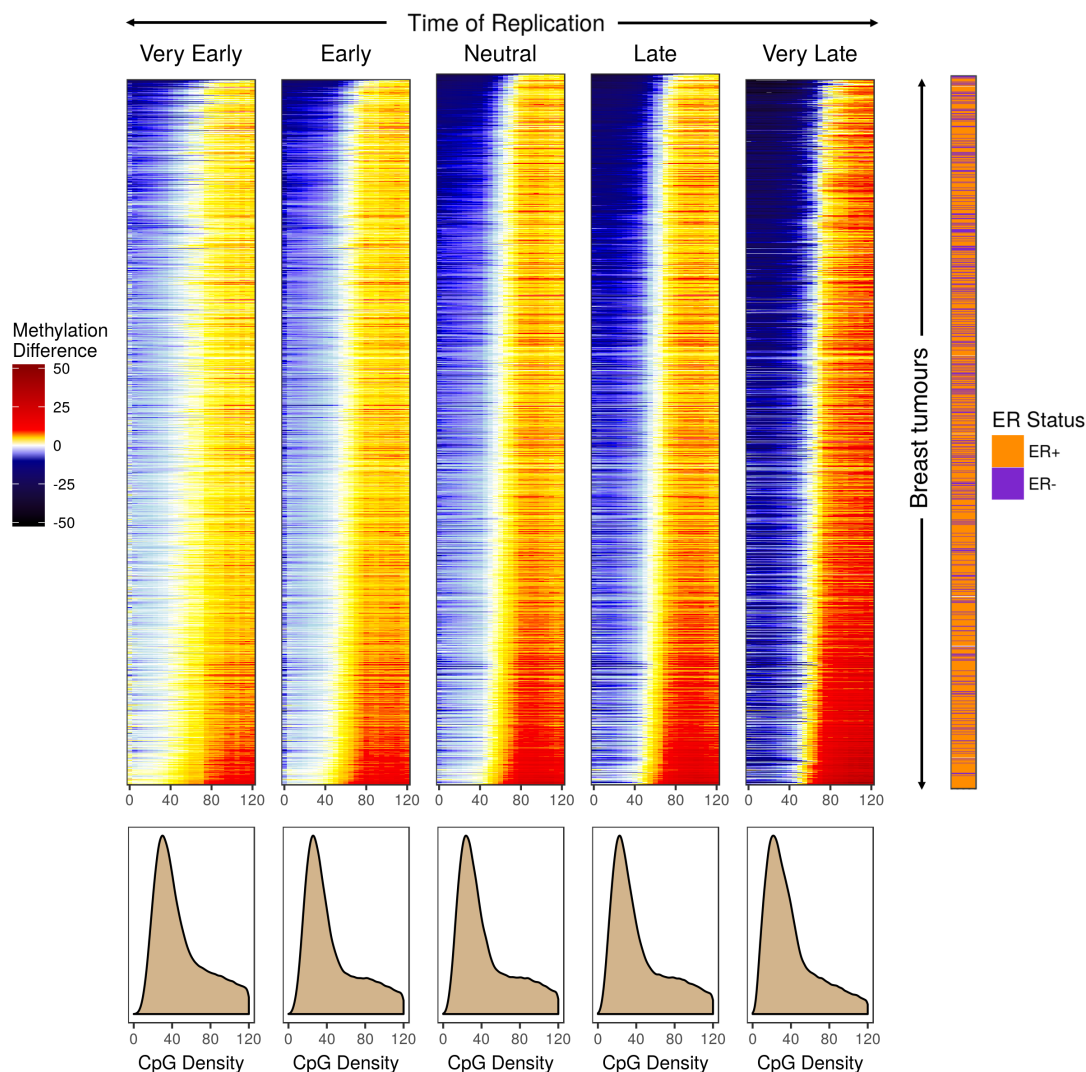 Time of Replication
Very Early
Early
Neutral
Late
Very Late
Methylation
Difference
50
25
0
-25
-50
Breast tumours
ER Status
ER+
ER-
0 40 80 120
0 40 80 120
0 40 80 120
0 40 80 120
0 40 80 120
0 40 80 120
0 40 80 120
0 40 80 120
0 40 80 120
0 40 80 120
CpG Density
CpG Density
CpG Density
CpG Density
CpG Density